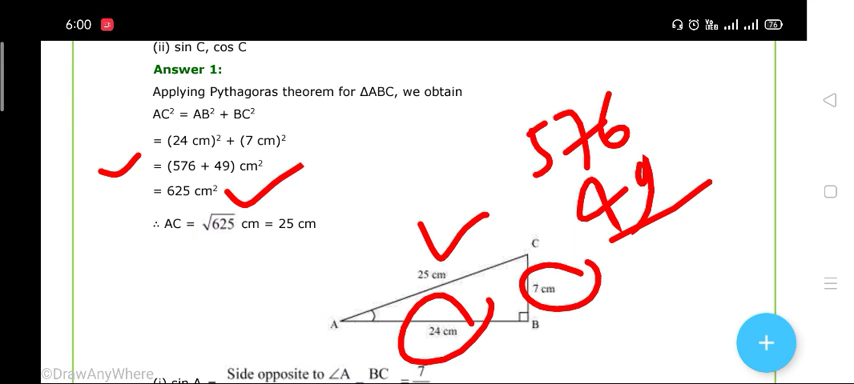 6:00
76
(ii) sin C, cos C
Answer 1:
Applying Pythagoras theorem for ΔABC, we obtain
AC² = AB² + BC²
= (24 cm)² + (7 cm)²
= (576 + 49) cm²
= 625 cm²
∴ AC = √625 cm = 25 cm
576
49
C
25 cm
7 cm
A
24 cm
B
©DrawAnyWhere
(i) sin A = Side opposite to ∠A BC = 7